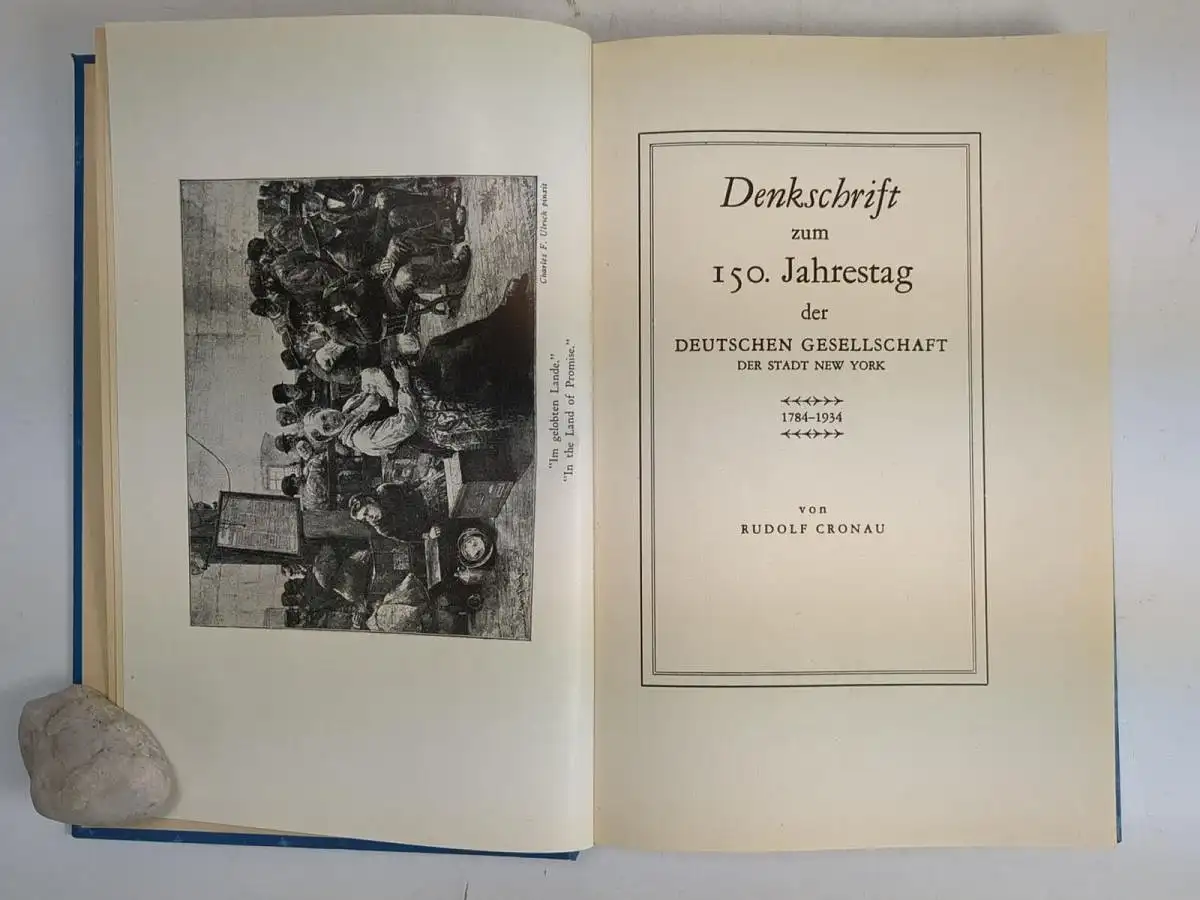 Charles F. Ulrich pinxit
"Im gelobten Lande."
"In the Land of Promise."
Denkschrift
zum
150. Jahrestag
der
DEUTSCHEN GESELLSCHAFT
DER STADT NEW YORK
1784-1934
von
RUDOLF CRONAU